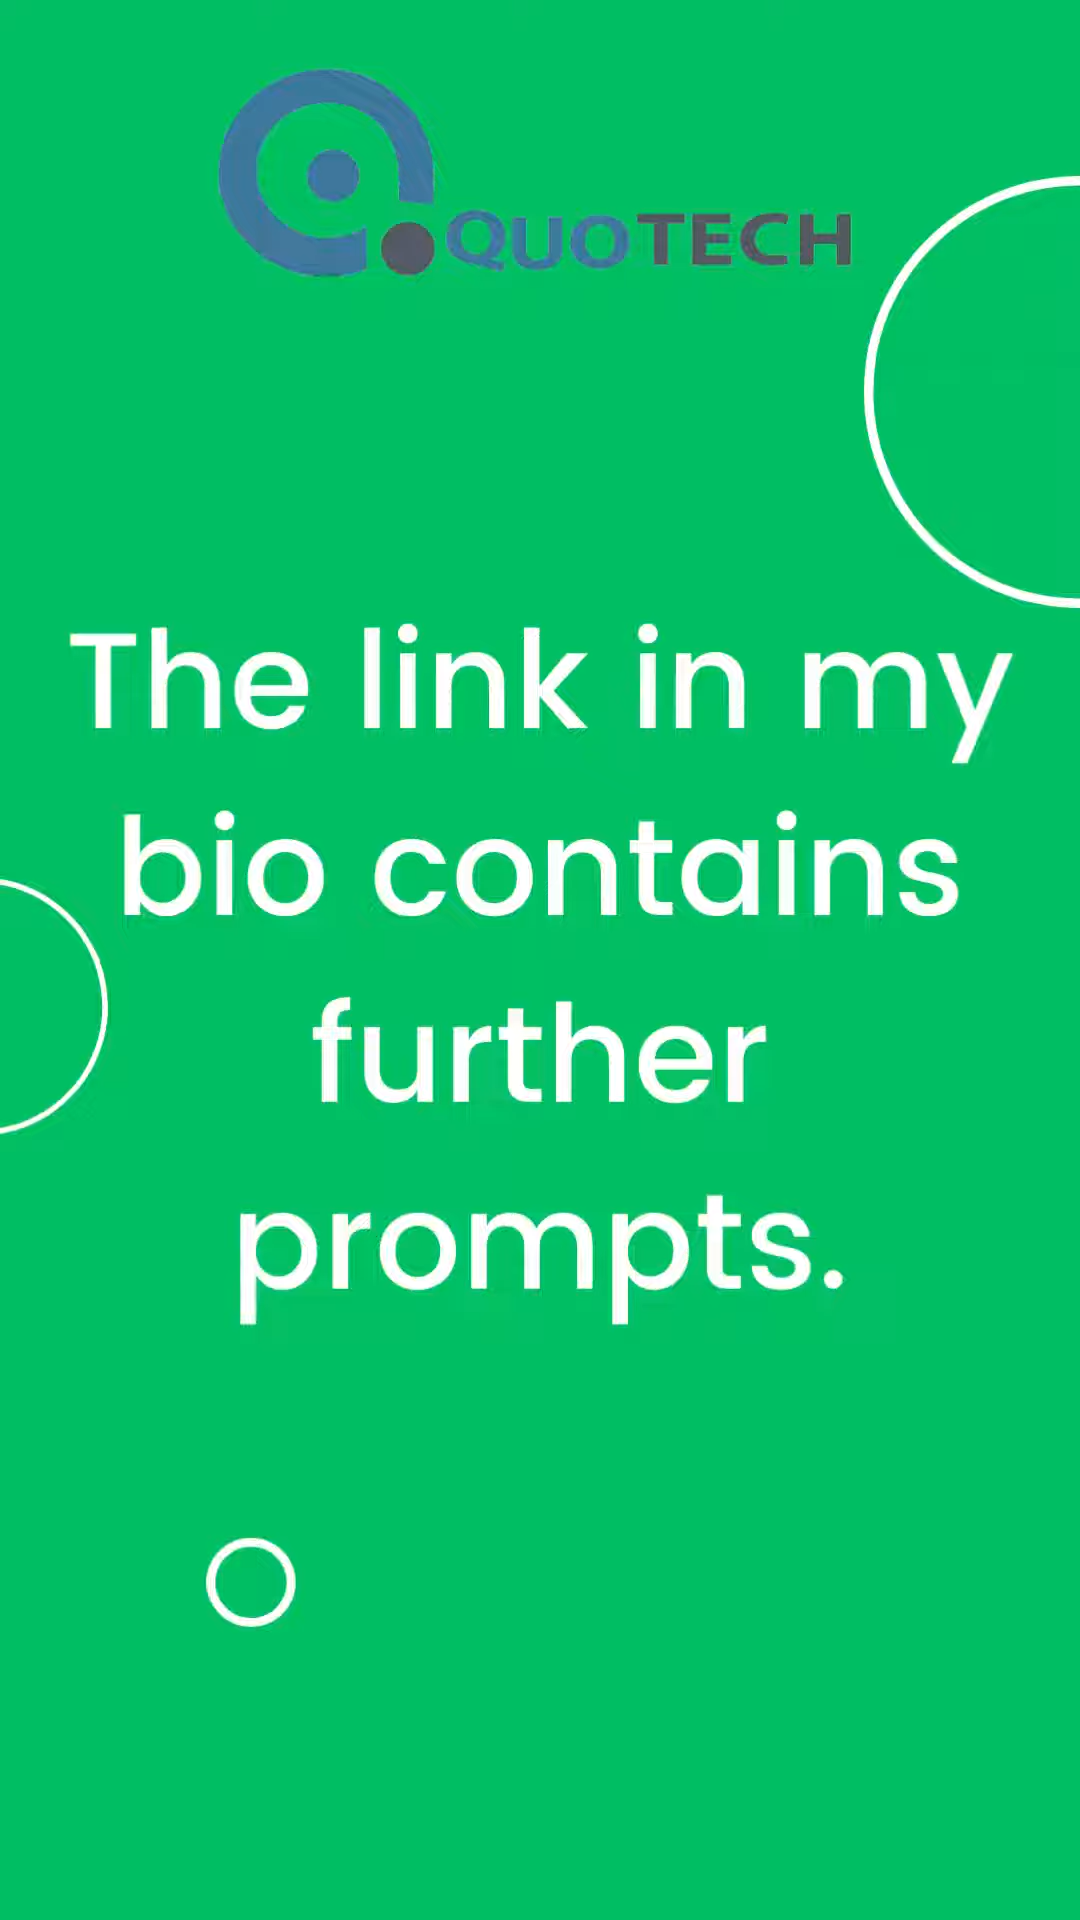 QUOTECH
The link in my
bio contains
further
prompts.